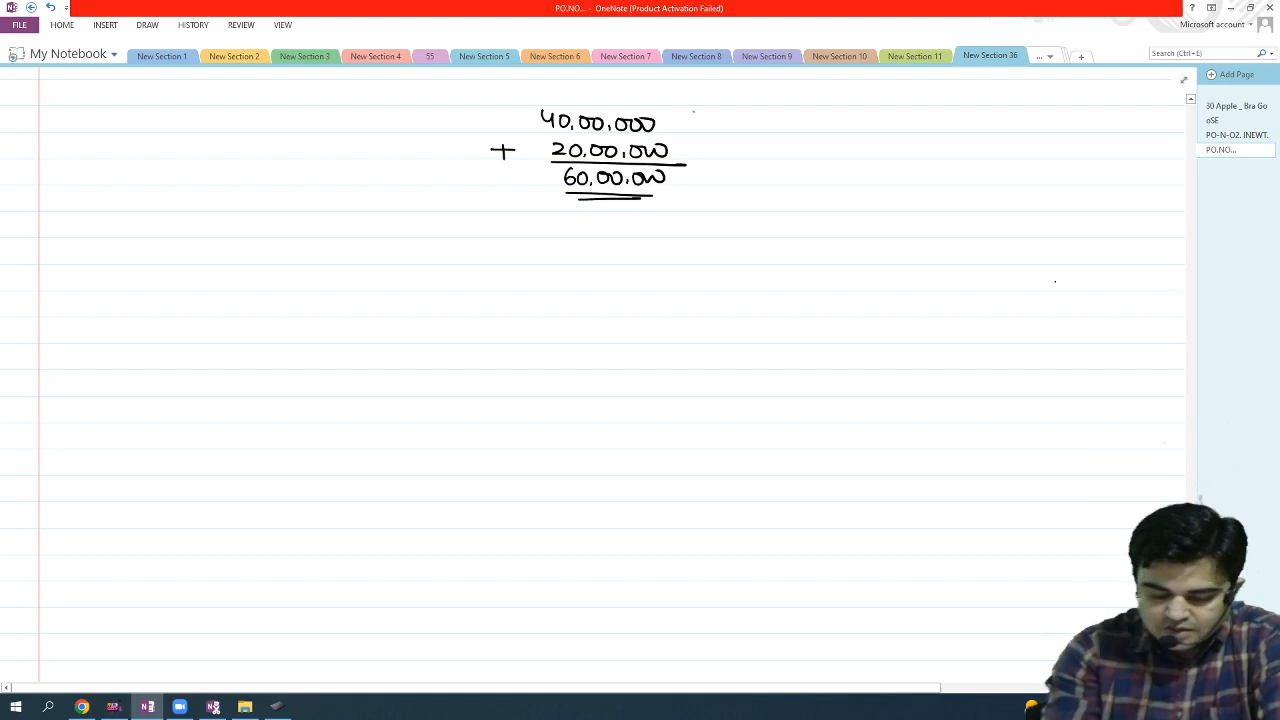 PO.NO... - OneNote (Product Activation Failed)
FILE HOME INSERT DRAW HISTORY REVIEW VIEW
Microsoft account
My Notebook
New Section 1 New Section 2 New Section 3 New Section 4 55 New Section 5 New Section 6 New Section 7 New Section 8 New Section 9 New Section 10 New Section 11 New Section 36 ...
Search (Ctrl+E)
Add Page
30 Apple _ Bra Go
oSE
PO-N-O2. INEWT.
PO.NO...
40,00,000
+ 20,00,000
60,00,000